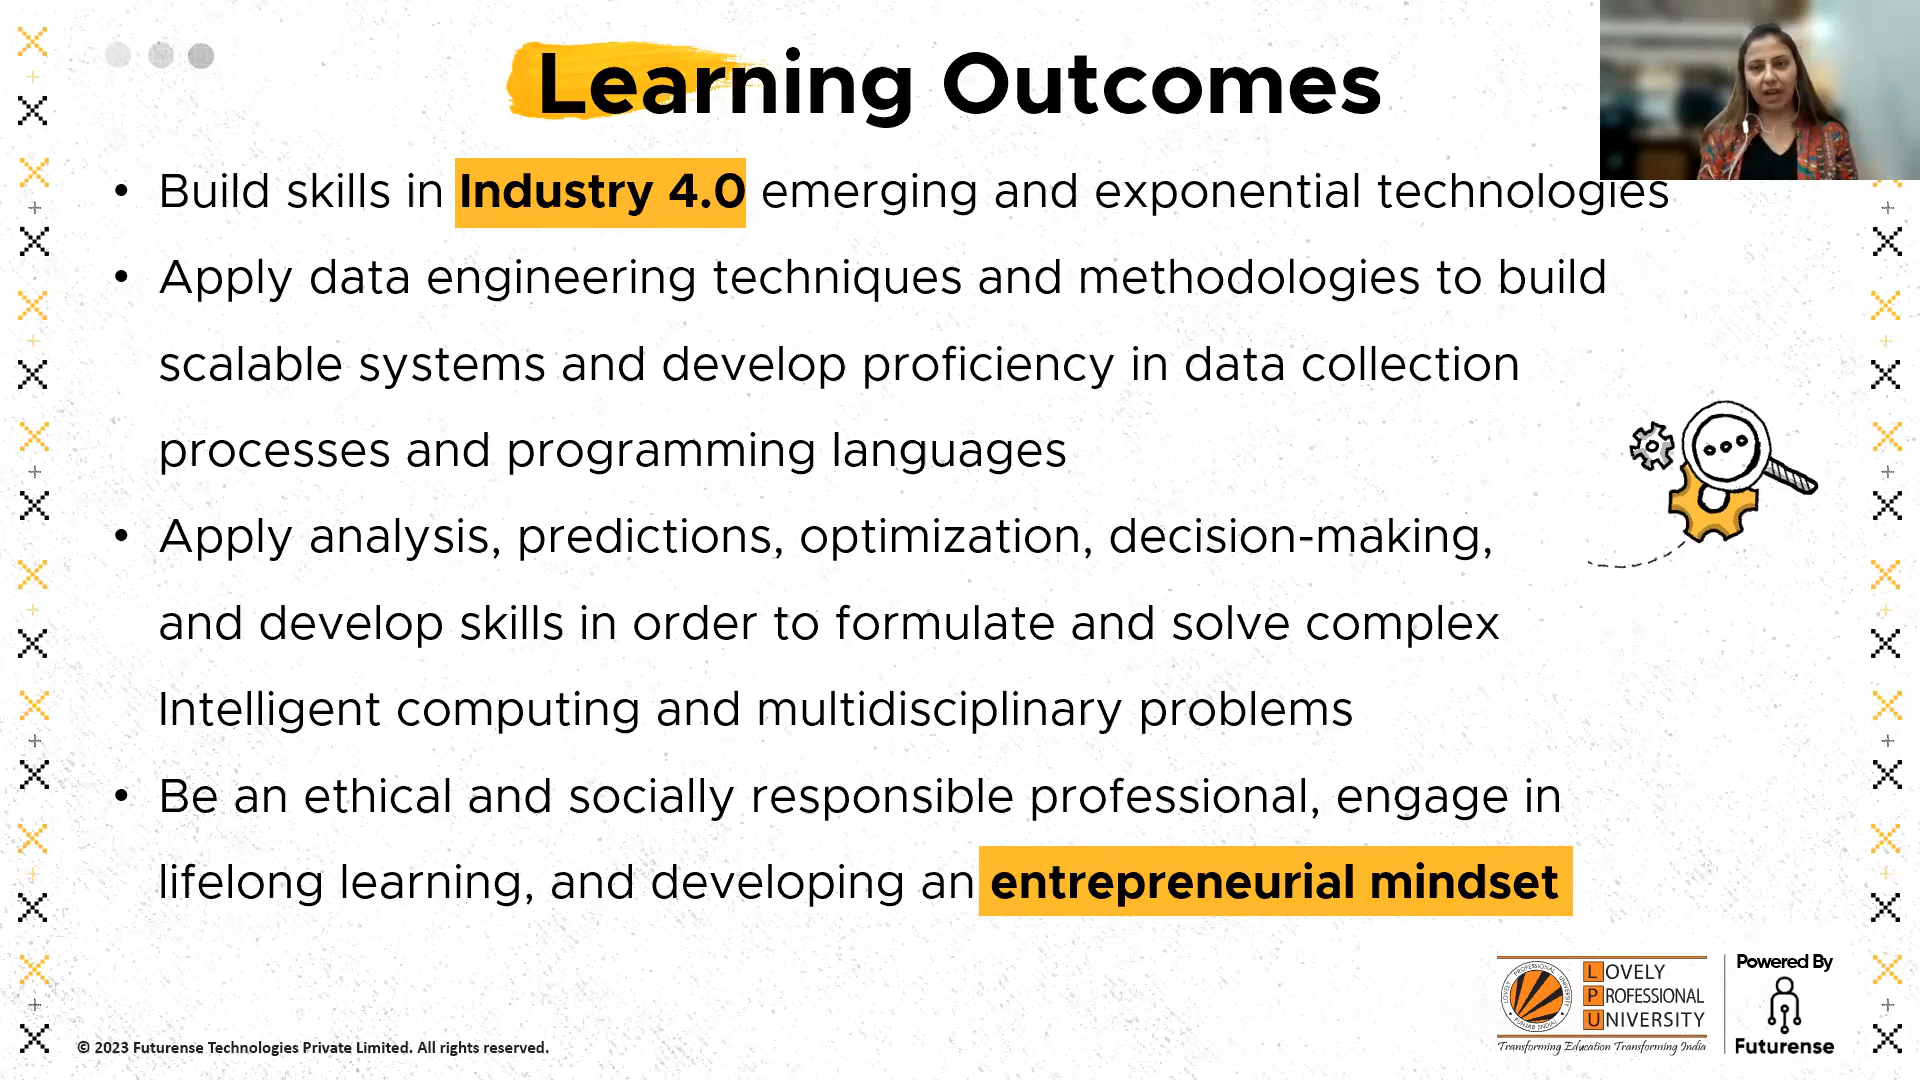 Learning Outcomes
• Build skills in Industry 4.0 emerging and exponential technologies
• Apply data engineering techniques and methodologies to build
scalable systems and develop proficiency in data collection
processes and programming languages
• Apply analysis, predictions, optimization, decision-making,
and develop skills in order to formulate and solve complex
Intelligent computing and multidisciplinary problems
• Be an ethical and socially responsible professional, engage in
lifelong learning, and developing an entrepreneurial mindset
LOVELY
PROFESSIONAL
UNIVERSITY
Transforming Education Transforming India
Powered By
Futurense
© 2023 Futurense Technologies Private Limited. All rights reserved.